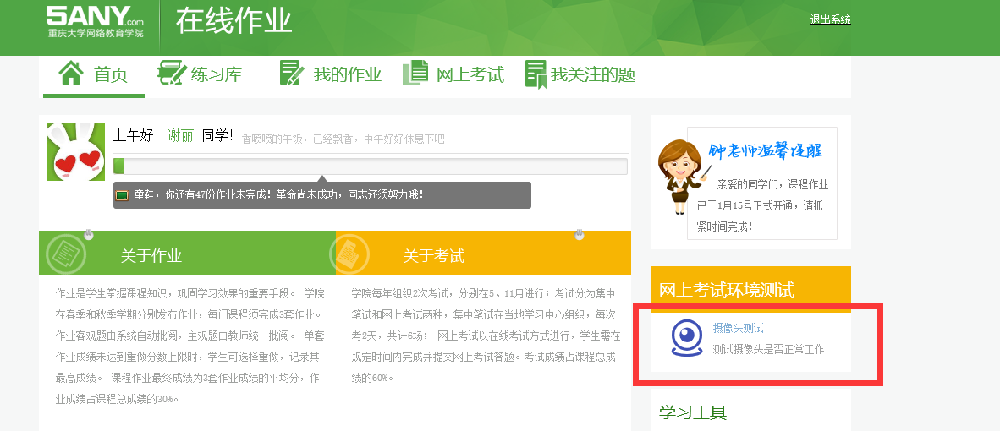 5ANY.com
重庆大学网络教育学院
在线作业
退出系统
首页
练习库
我的作业
网上考试
我关注的题
上午好！谢丽 同学！ 香喷喷的午饭，已经飘香，中午好好休息下吧
童鞋，你还有47份作业未完成！革命尚未成功，同志还须努力哦！
关于作业
作业是学生掌握课程知识，巩固学习效果的重要手段。 学院
在春季和秋季学期分别发布作业，每门课程须完成3套作业。
作业客观题由系统自动批阅，主观题由教师统一批阅。 单套
作业成绩未达到重做分数上限时，学生可选择重做，记录其
最高成绩。 课程作业最终成绩为3套作业成绩的平均分，作
业成绩占课程总成绩的30%。
关于考试
学院每年组织2次考试，分别在5、11月进行；考试分为集中
笔试和网上考试两种，集中笔试在当地学习中心组织，每次
考2天，共计6场； 网上考试以在线考试方式进行，学生需在
规定时间内完成并提交网上考试答题。考试成绩占课程总成
绩的60%。
钟老师温馨提醒
亲爱的同学们，课程作业
已于1月15号正式开通，请抓
紧时间完成！
网上考试环境测试
摄像头测试
测试摄像头是否正常工作
学习工具